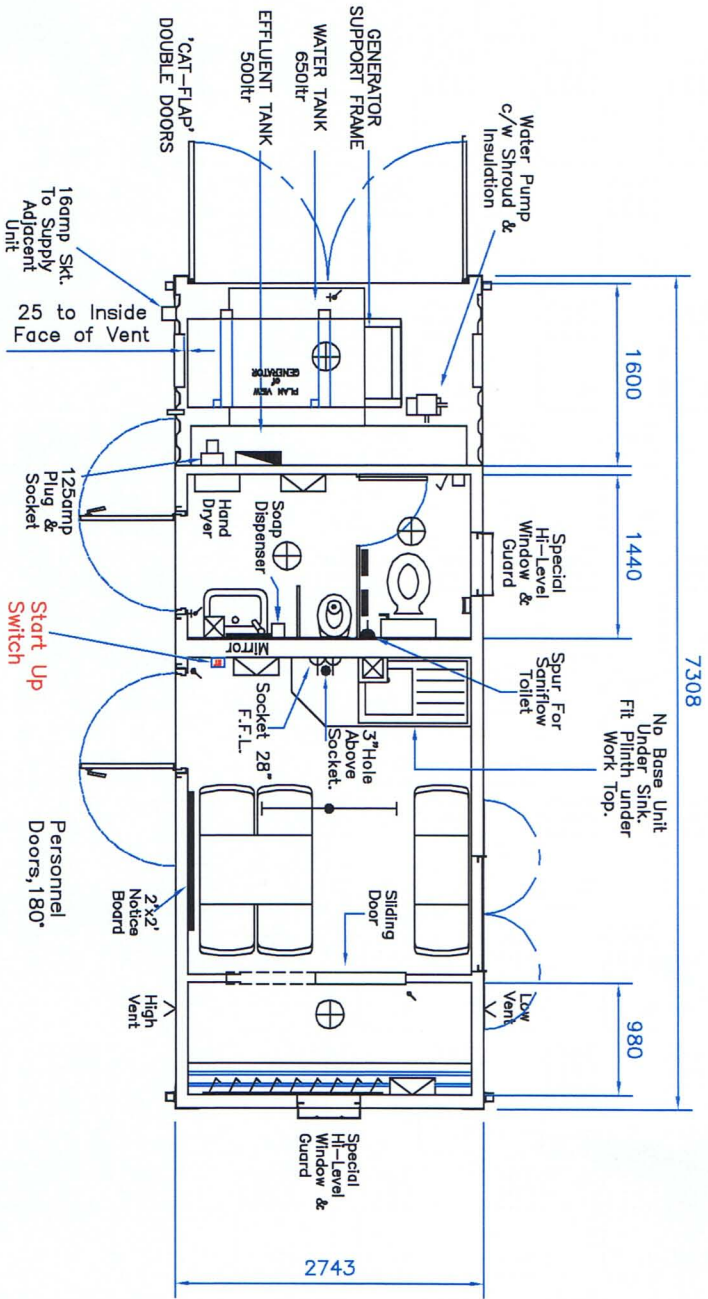 7308
1600
1440
980
2743
Water Pump
c/w Shroud &
Insulation
GENERATOR
SUPPORT FRAME
WATER TANK
650ltr
EFFLUENT TANK
500ltr
'CAT-FLAP'
DOUBLE DOORS
16amp Skt.
To Supply
Adjacent
Unit
25 to Inside
Face of Vent
PLAN VIEW
of
GENERATOR
125amp
Plug &
Socket
Special
Hi-Level
Window &
Guard
Hand
Dryer
Soap
Dispenser
Mirror
Start Up
Switch
Spur For
Saniflow
Toilet
No Base Unit
Under Sink.
Fit Plinth under
Work Top.
Socket 28"
F.F.L.
3"Hole
Above
Socket.
Personnel
Doors,180°
2'x2'
Notice
Board
Sliding
Door
High
Vent
Low
Vent
Special
Hi-Level
Window &
Guard